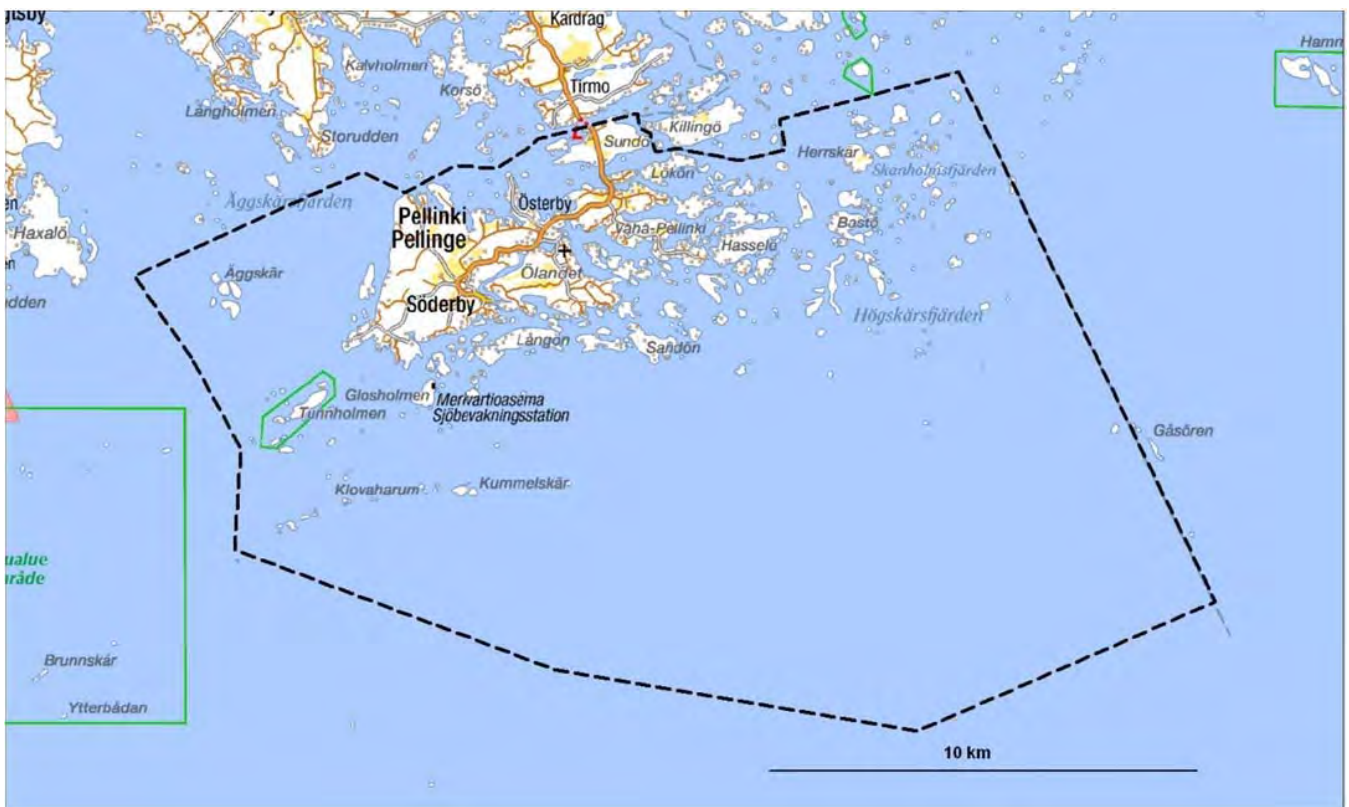 Kardrag
Hamn
Kalvholmen
Korsö
Tirmo
Långholmen
Storudden
Sundö
Killingö
Herrskär
Lökön
Skanholmsfjärden
Äggskärsfjärden
Österby
Pellinki
Pellinge
Vähä-Pellinki
Bastö
Haxalö
Hasselö
Äggskär
Ölandet
Söderby
Högskärsfjärden
Långön
Sandön
Glosholmen
Merivartioasema
Sjöbevakningsstation
Tunnholmen
Gåsören
Klovaharum
Kummelskär
ualue
råde
Brunnskär
Ytterbådan
10 km